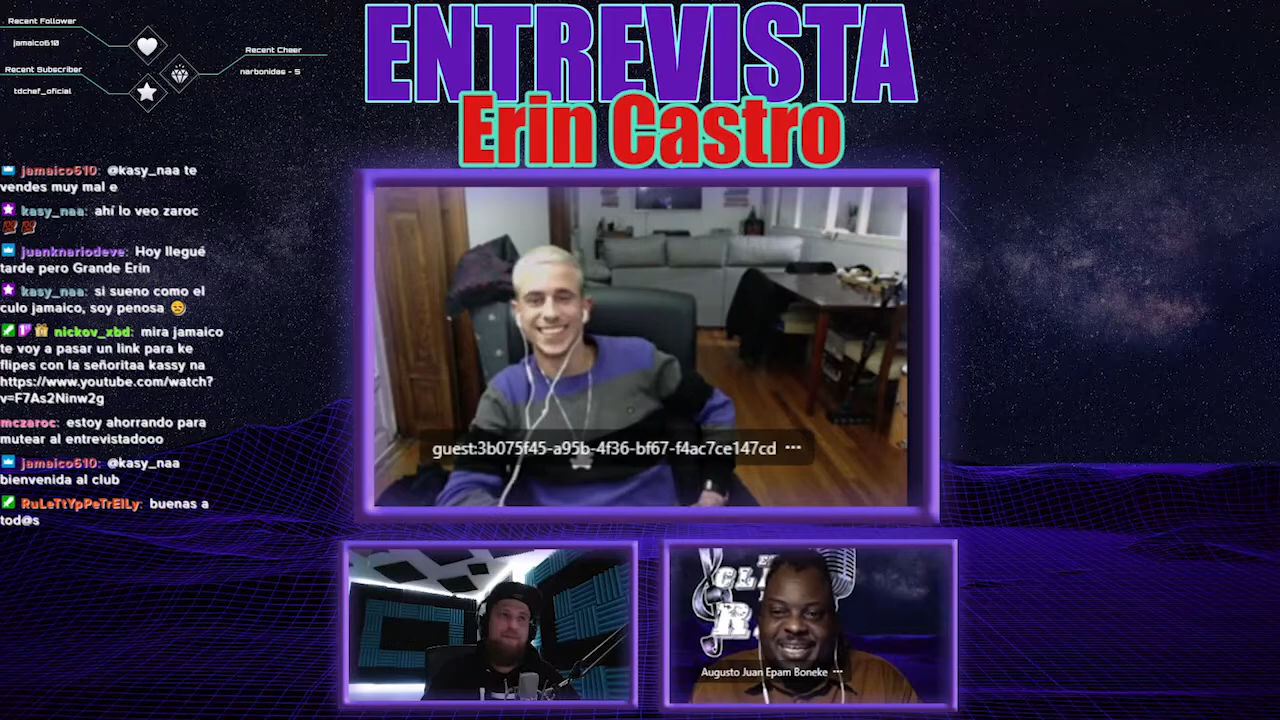 Recent Follower
jamaico610
Recent Subscriber
tdchef_oficial
Recent Cheer
narbonidas - 5
ENTREVISTA
Erin Castro
jamaico610: @kasy_naa te
vendes muy mal e
kasy_naa: ahí lo veo zaroc
juanknariodeve: Hoy llegué
tarde pero Grande Erin
kasy_naa: si sueno como el
culo jamaico, soy penosa
nickov_xbd: mira jamaico
te voy a pasar un link para ke
flipes con la señoritaa kassy na
https://www.youtube.com/watch?
v=F7As2Ninw2g
mczaroc: estoy ahorrando para
mutear al entrevistadooo
jamaico610: @kasy_naa
bienvenida al club
RuLeTtYpPeTrEILy: buenas a
tod@s
guest:3b075f45-a95b-4f36-bf67-f4ac7ce147cd ···
Augusto Juan Epam Boneke ···